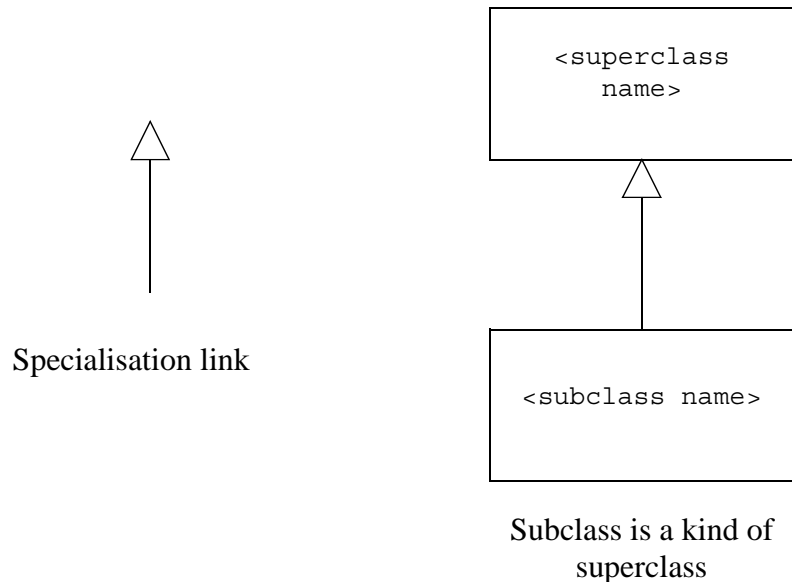 <superclass
name>
Specialisation link
<subclass name>
Subclass is a kind of
superclass